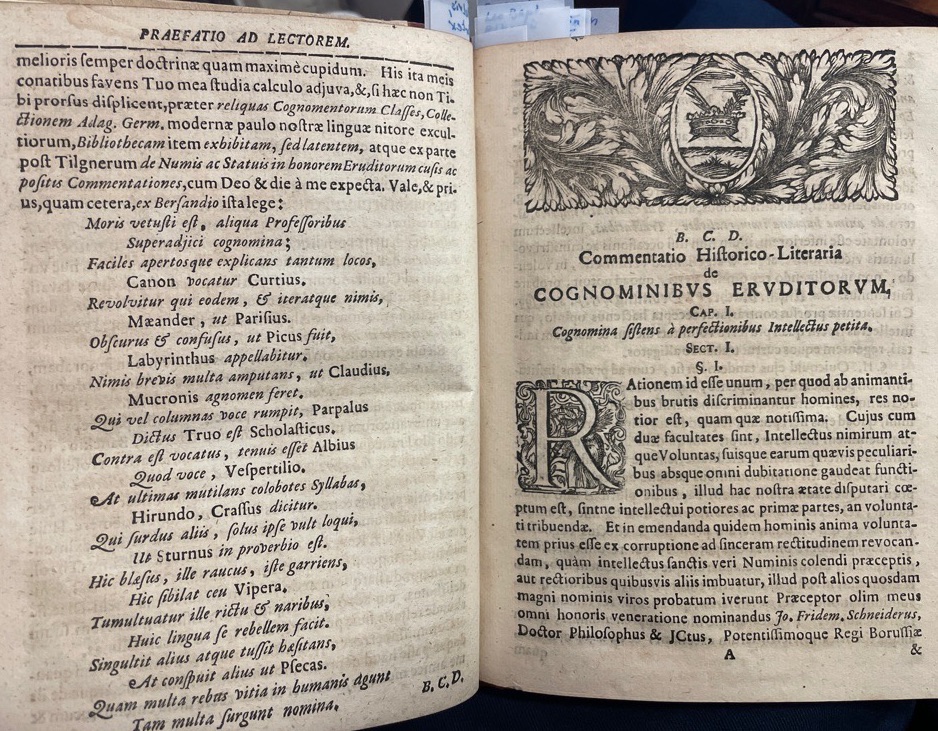 PRAEFATIO AD LECTOREM.
melioris ſemper doctrinæ quam maximè cupidum. His ita meis
conatibus favens Tuo mea ſtudia calculo adjuva,&,ſi hæc non Ti-
bi prorſus diſplicent,præter reliquas Cognomentorum Claſſes,Colle-
ctionem Adag. Germ. modernæ paulo noſtræ linguæ nitore excul-
tiorum,Bibliothecam item exhibitam, ſed latentem, atque ex parte
poſt Tilgnerum de Numis ac Statuis in honorem Eruditorum cuſis ac
poſitis Commentationes,cum Deo & die à me expecta. Vale,& pri-
us,quam cetera,ex Berſandio iſta lege:
Moris vetuſti eſt, aliqua Profeſſoribus
Superadjici cognomina;
Faciles apertosque explicans tantum locos,
Canon vocatur Curtius.
Revolvitur qui eodem, & iteratque nimis,
Mæander, ut Pariſius.
Obſcurus & confuſus, ut Picus fuit,
Labyrinthus appellabitur.
Nimis brevis multa amputans, ut Claudius,
Mucronis agnomen feret.
Qui vel columnas voce rumpit, Parpalus
Dictus Truo eſt Scholaſticus.
Contra eſt vocatus, tenuis eſſet Albius
Quod voce, Veſpertilio.
At ultimas mutilans colobotes Syllabas,
Hirundo, Craſſus dicitur.
Qui ſurdus aliis, ſolus ipſe vult loqui,
Ut Sturnus in proverbio eſt.
Hic blæſus, ille raucus, iſte garriens,
Hic ſibilat ceu Vipera.
Tumultuatur ille rictu & naribus,
Huic lingua ſe rebellem facit.
Singultit alius atque tuſſit hæſitans,
At conſpuit alius ut Pſecas.
Quam multa rebus vitia in humanis agunt
Tam multa ſurgunt nomina.
B. C. D.
B. C. D.
Commentatio Hiſtorico-Literaria
de
COGNOMINIBVS ERVDITORVM,
CAP. I.
Cognomina ſiſtens à perfectionibus Intellectus petita.
SECT. I.
§. I.
RAtionem id eſſe unum, per quod ab animanti-
bus brutis diſcriminantur homines, res no-
tior eſt, quam quæ notiſſima. Cujus cum
duæ facultates ſint, Intellectus nimirum at-
que Voluntas, ſuisque earum quævis peculiari-
bus absque omni dubitatione gaudeat functi-
onibus, illud hac noſtra ætate diſputari cœ-
ptum eſt, ſintne intellectui potiores ac primæ partes, an volunta-
ti tribuendæ. Et in emendanda quidem hominis anima volunta-
tem prius eſſe ex corruptione ad ſinceram rectitudinem revocan-
dam, quàm intellectus ſanctis veri Numinis colendi præceptis,
aut rectioribus quibusvis aliis imbuatur, illud poſt alios quosdam
magni nominis viros probatum iverunt Præceptor olim meus
omni honoris veneratione nominandus Jo. Fridem. Schneiderus,
Doctor Philoſophus & JCtus, Potentiſſimoque Regi Boruſſiæ
A
&